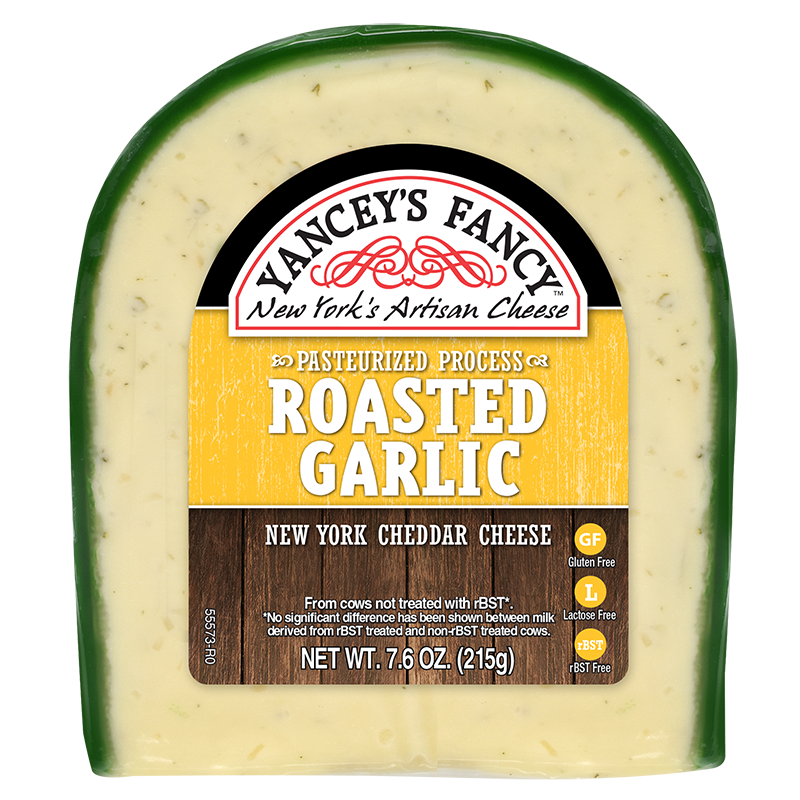 YANCEY'S FANCY™
New York's Artisan Cheese
PASTEURIZED PROCESS
ROASTED
GARLIC
NEW YORK CHEDDAR CHEESE
GF
Gluten Free
L
Lactose Free
rBST
rBST Free
From cows not treated with rBST*.
*No significant difference has been shown between milk
derived from rBST treated and non-rBST treated cows.
NET WT. 7.6 OZ. (215g)
55573-R0